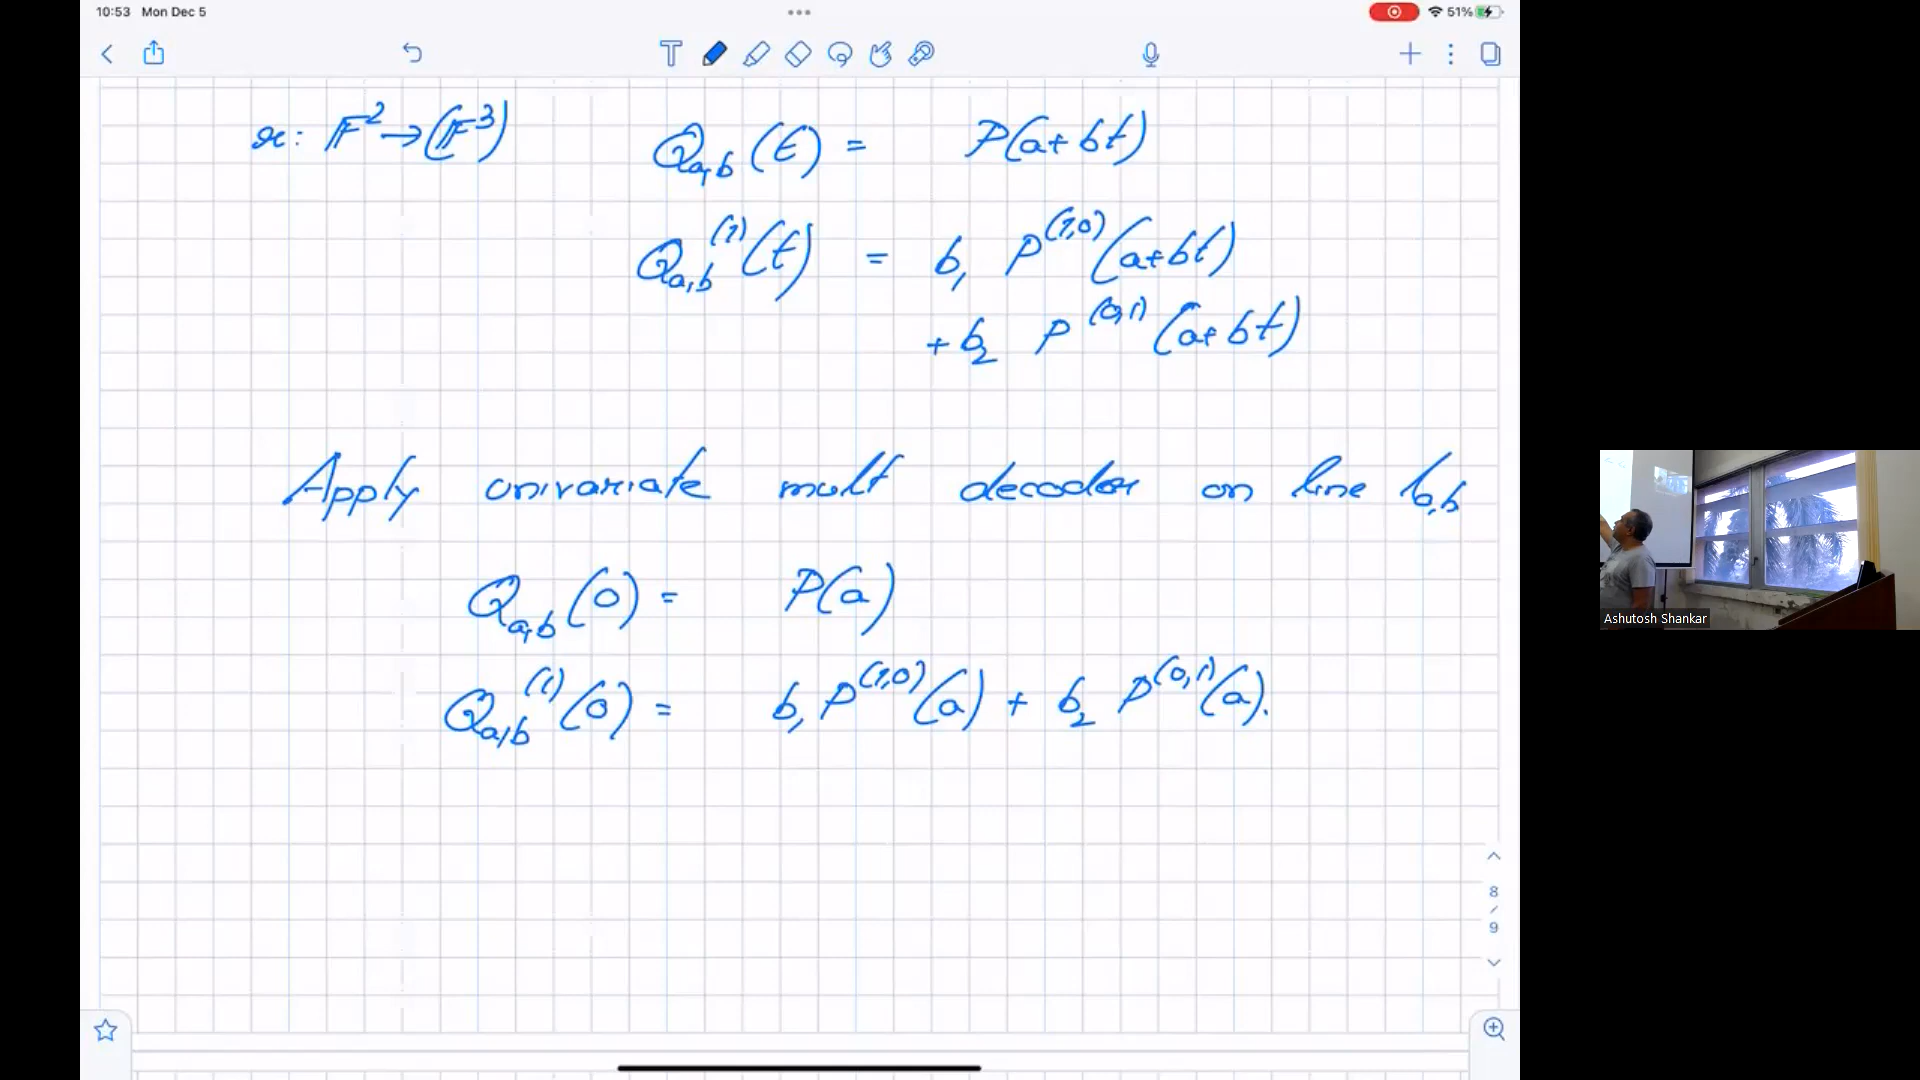 10:53 Mon Dec 5
51%
r: F² → (F³)
Q_{a,b}(t) = P(a+bt)
Q_{a,b}^{(1)}(t) = b₁ P^{(1,0)}(a+bt)
+ b₂ P^{(0,1)}(a+bt)
Apply univariate mult decoder on line l_{a,b}
Q_{a,b}(0) = P(a)
Q_{a,b}^{(1)}(0) = b₁ P^{(1,0)}(a) + b₂ P^{(0,1)}(a).
8
/
9
Ashutosh Shankar